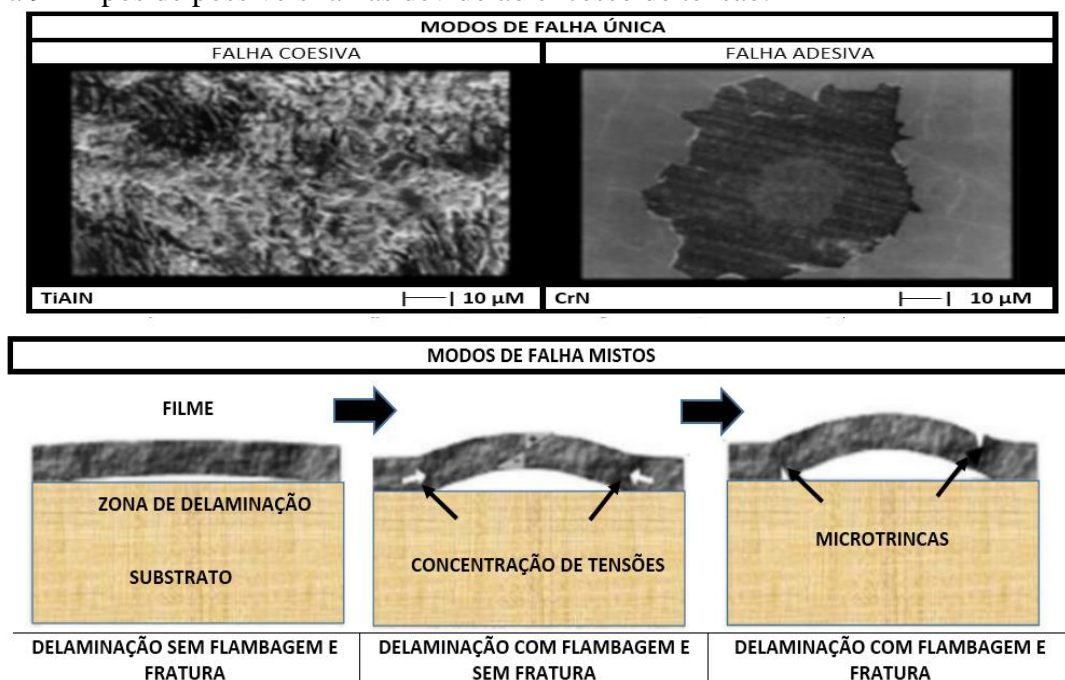 MODOS DE FALHA ÚNICA
FALHA COESIVA
FALHA ADESIVA
TiAlN 10 µM
CrN 10 µM
MODOS DE FALHA MISTOS
FILME
ZONA DE DELAMINAÇÃO
SUBSTRATO
CONCENTRAÇÃO DE TENSÕES
MICROTRINCAS
DELAMINAÇÃO SEM FLAMBAGEM E
FRATURA
DELAMINAÇÃO COM FLAMBAGEM E
SEM FRATURA
DELAMINAÇÃO COM FLAMBAGEM E
FRATURA